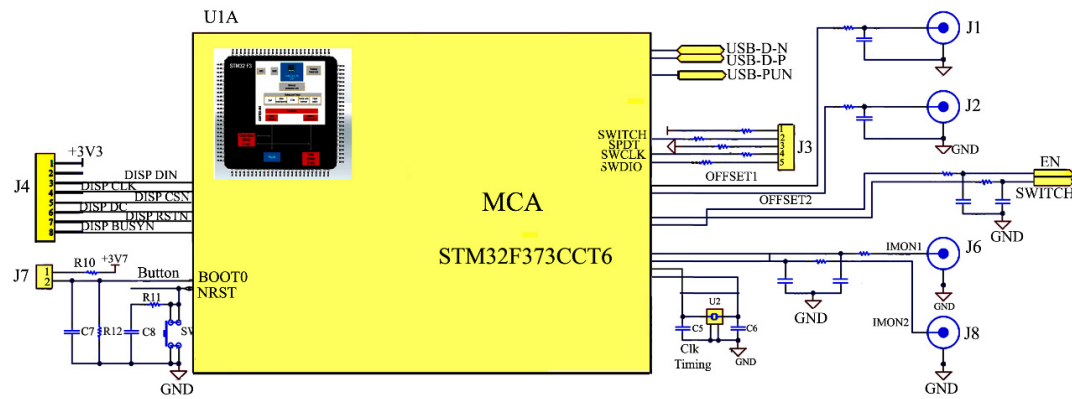 U1A
STM32 F3
MCA
STM32F373CCT6
J4
+3V3
1
2
3
4
5
6
7
8
DISP DIN
DISP CLK
DISP CSN
DISP DC
DISP RSTN
DISP BUSYN
J7
1
2
R10
+3V7
Button
BOOT0
NRST
R11
C7
R12
C8
GND
USB-D-N
USB-D-P
USB-PUN
SWITCH
SPDT
SWCLK
SWDIO
1
2
3
4
5
J3
OFFSET1
OFFSET2
J1
J2
GND
EN
SWITCH
GND
IMON1
J6
GND
IMON2
J8
GND
GND
U2
C5
C6
Clk
Timing
GND